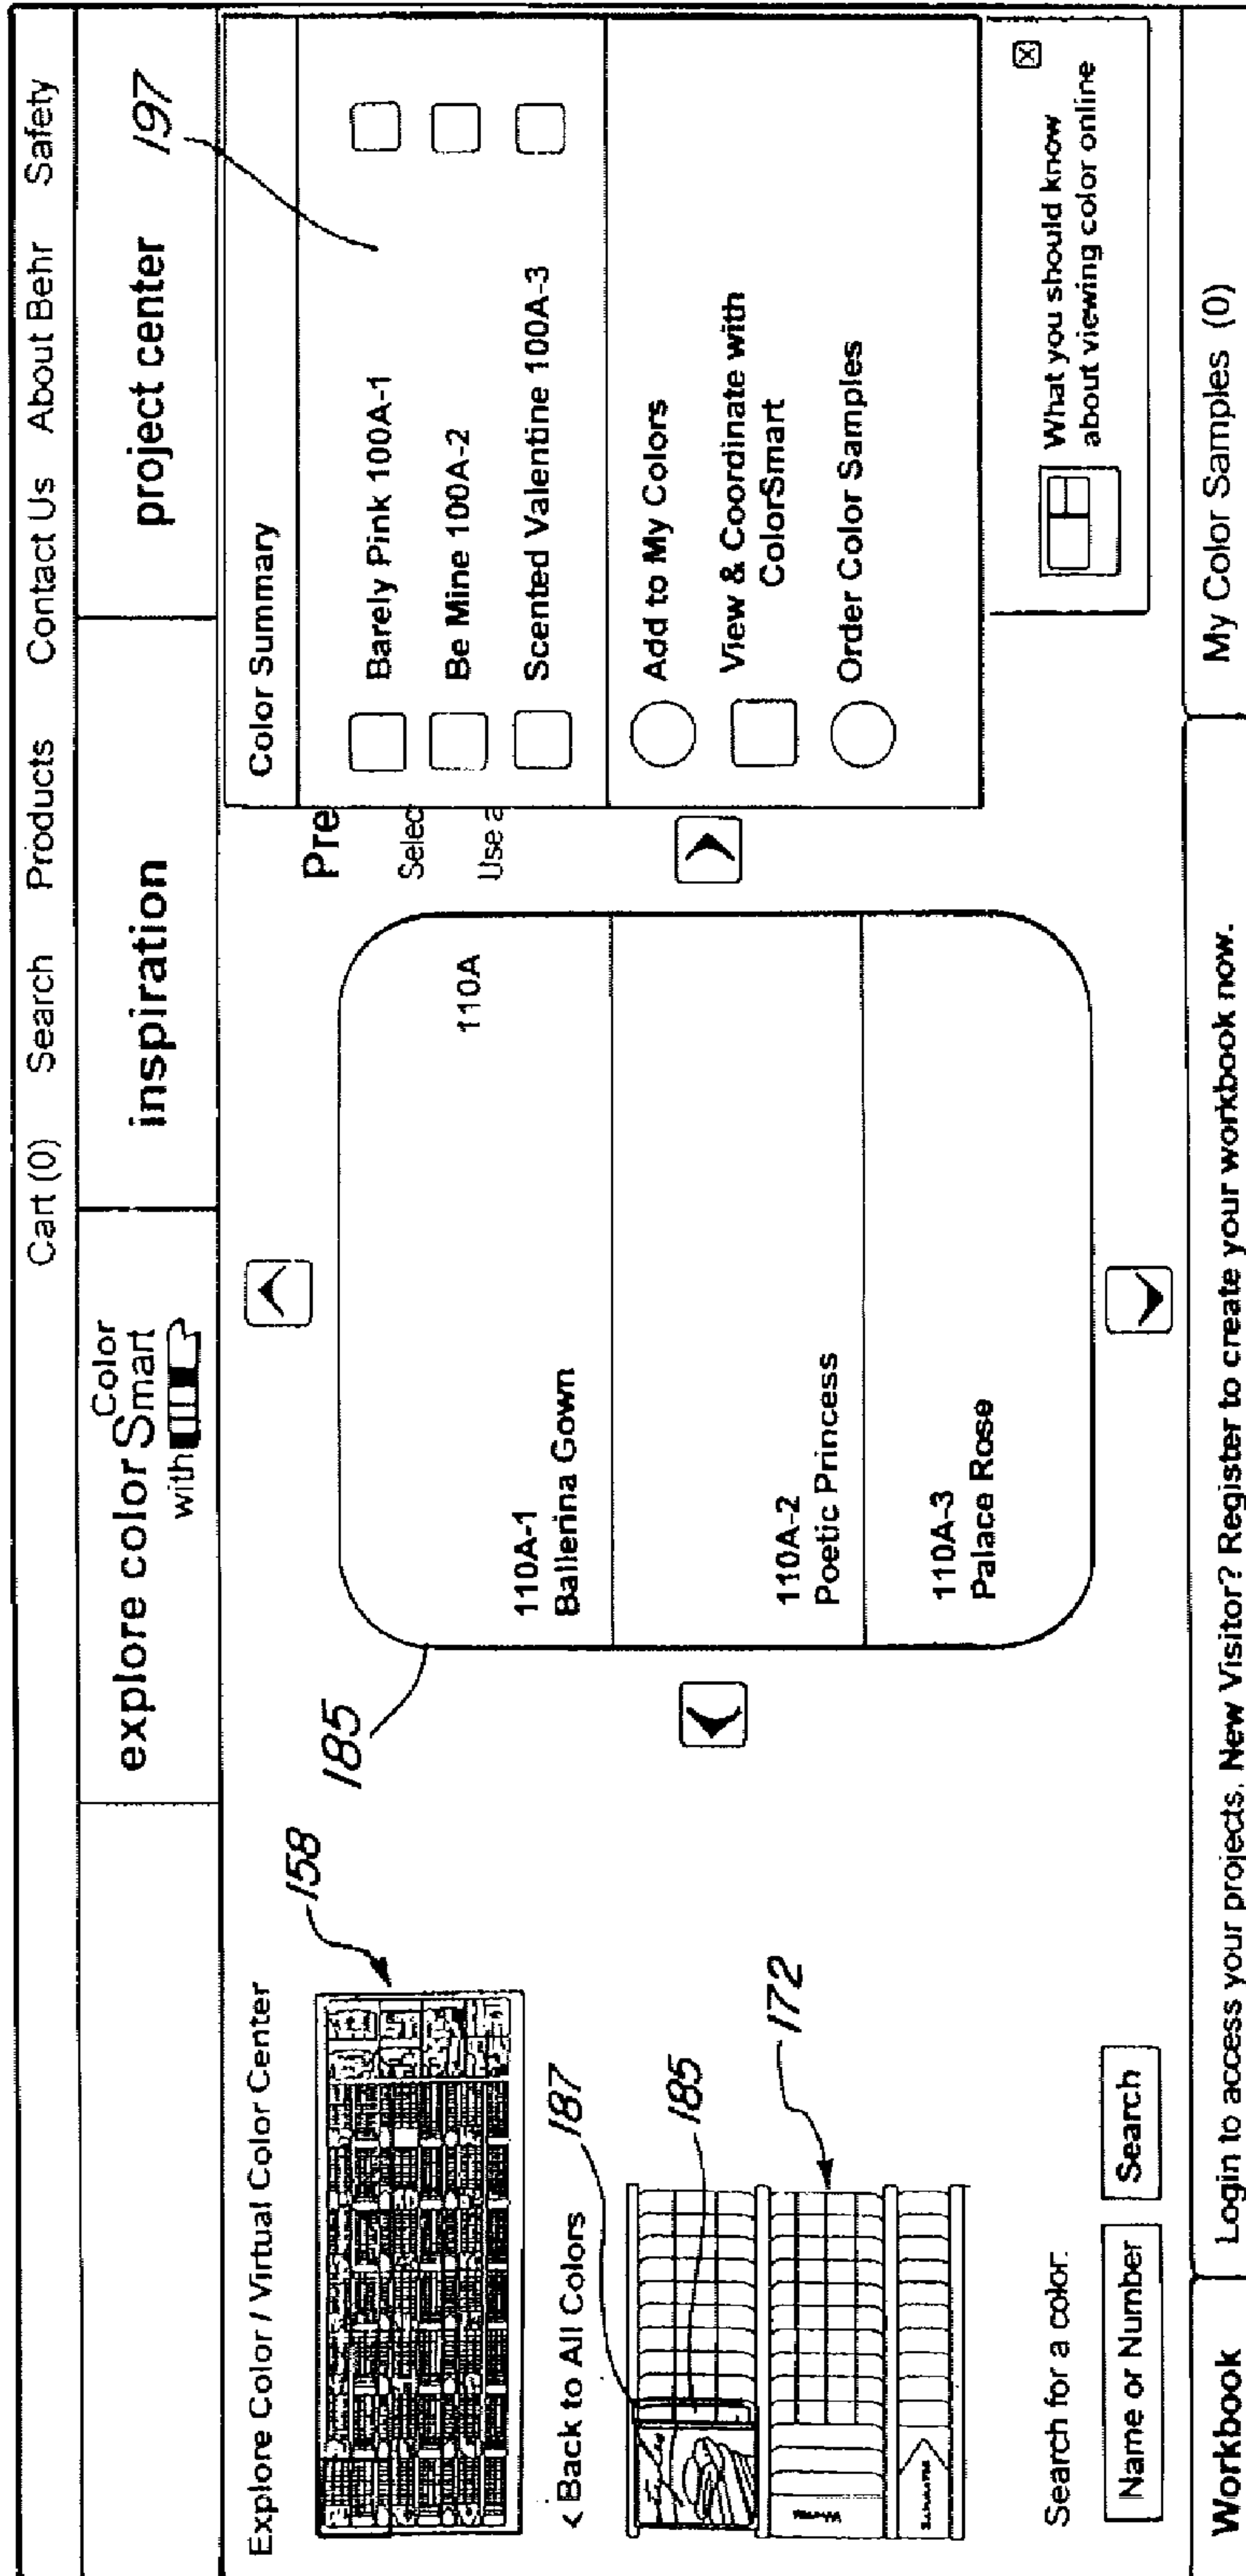 Cart (0) Search Products Contact Us About Behr Safety
explore color
with
Color
Smart
inspiration
project center
197
Explore Color / Virtual Color Center
158
< Back to All Colors
187
185
172
Search for a color:
Name or Number
Search
185
110A
110A-1
Ballerina Gown
110A-2
Poetic Princess
110A-3
Palace Rose
Pre
Selec
Use a
Color Summary
Barely Pink 100A-1
Be Mine 100A-2
Scented Valentine 100A-3
Add to My Colors
View & Coordinate with
ColorSmart
Order Color Samples
What you should know
about viewing color online
Workbook
Login to access your projects. New Visitor? Register to create your workbook now.
My Color Samples (0)